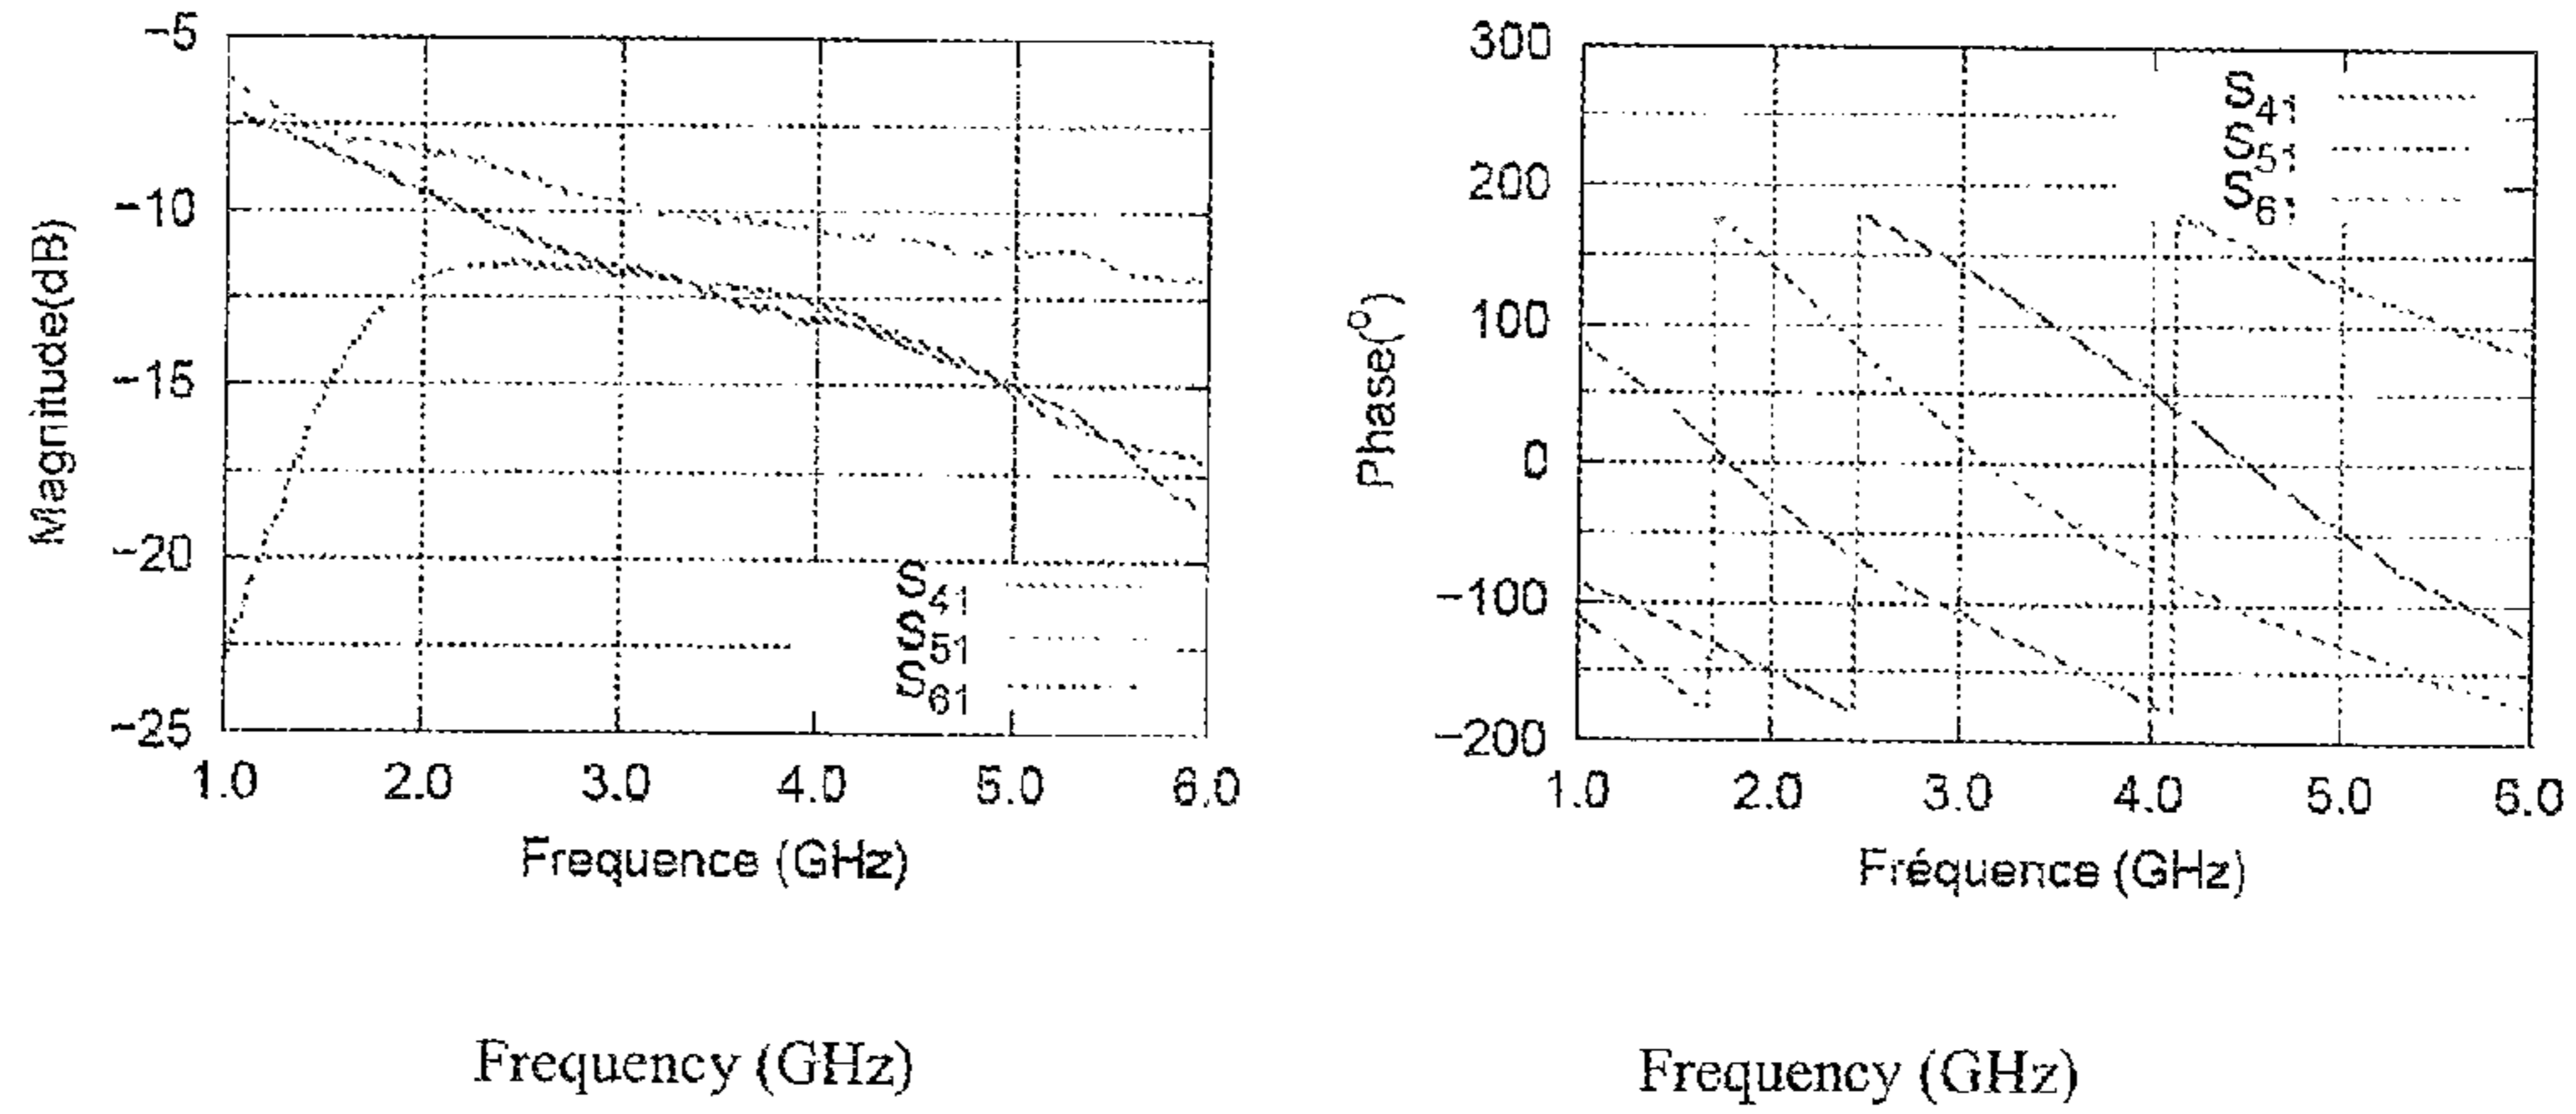 −5
−10
−15
−20
−25
Magnitude(dB)
S41
S51
S61
1.0 2.0 3.0 4.0 5.0 6.0
Frequence (GHz)
Frequency (GHz)
300
200
100
0
−100
−200
Phase(°)
S41
S51
S61
1.0 2.0 3.0 4.0 5.0 6.0
Fréquence (GHz)
Frequency (GHz)